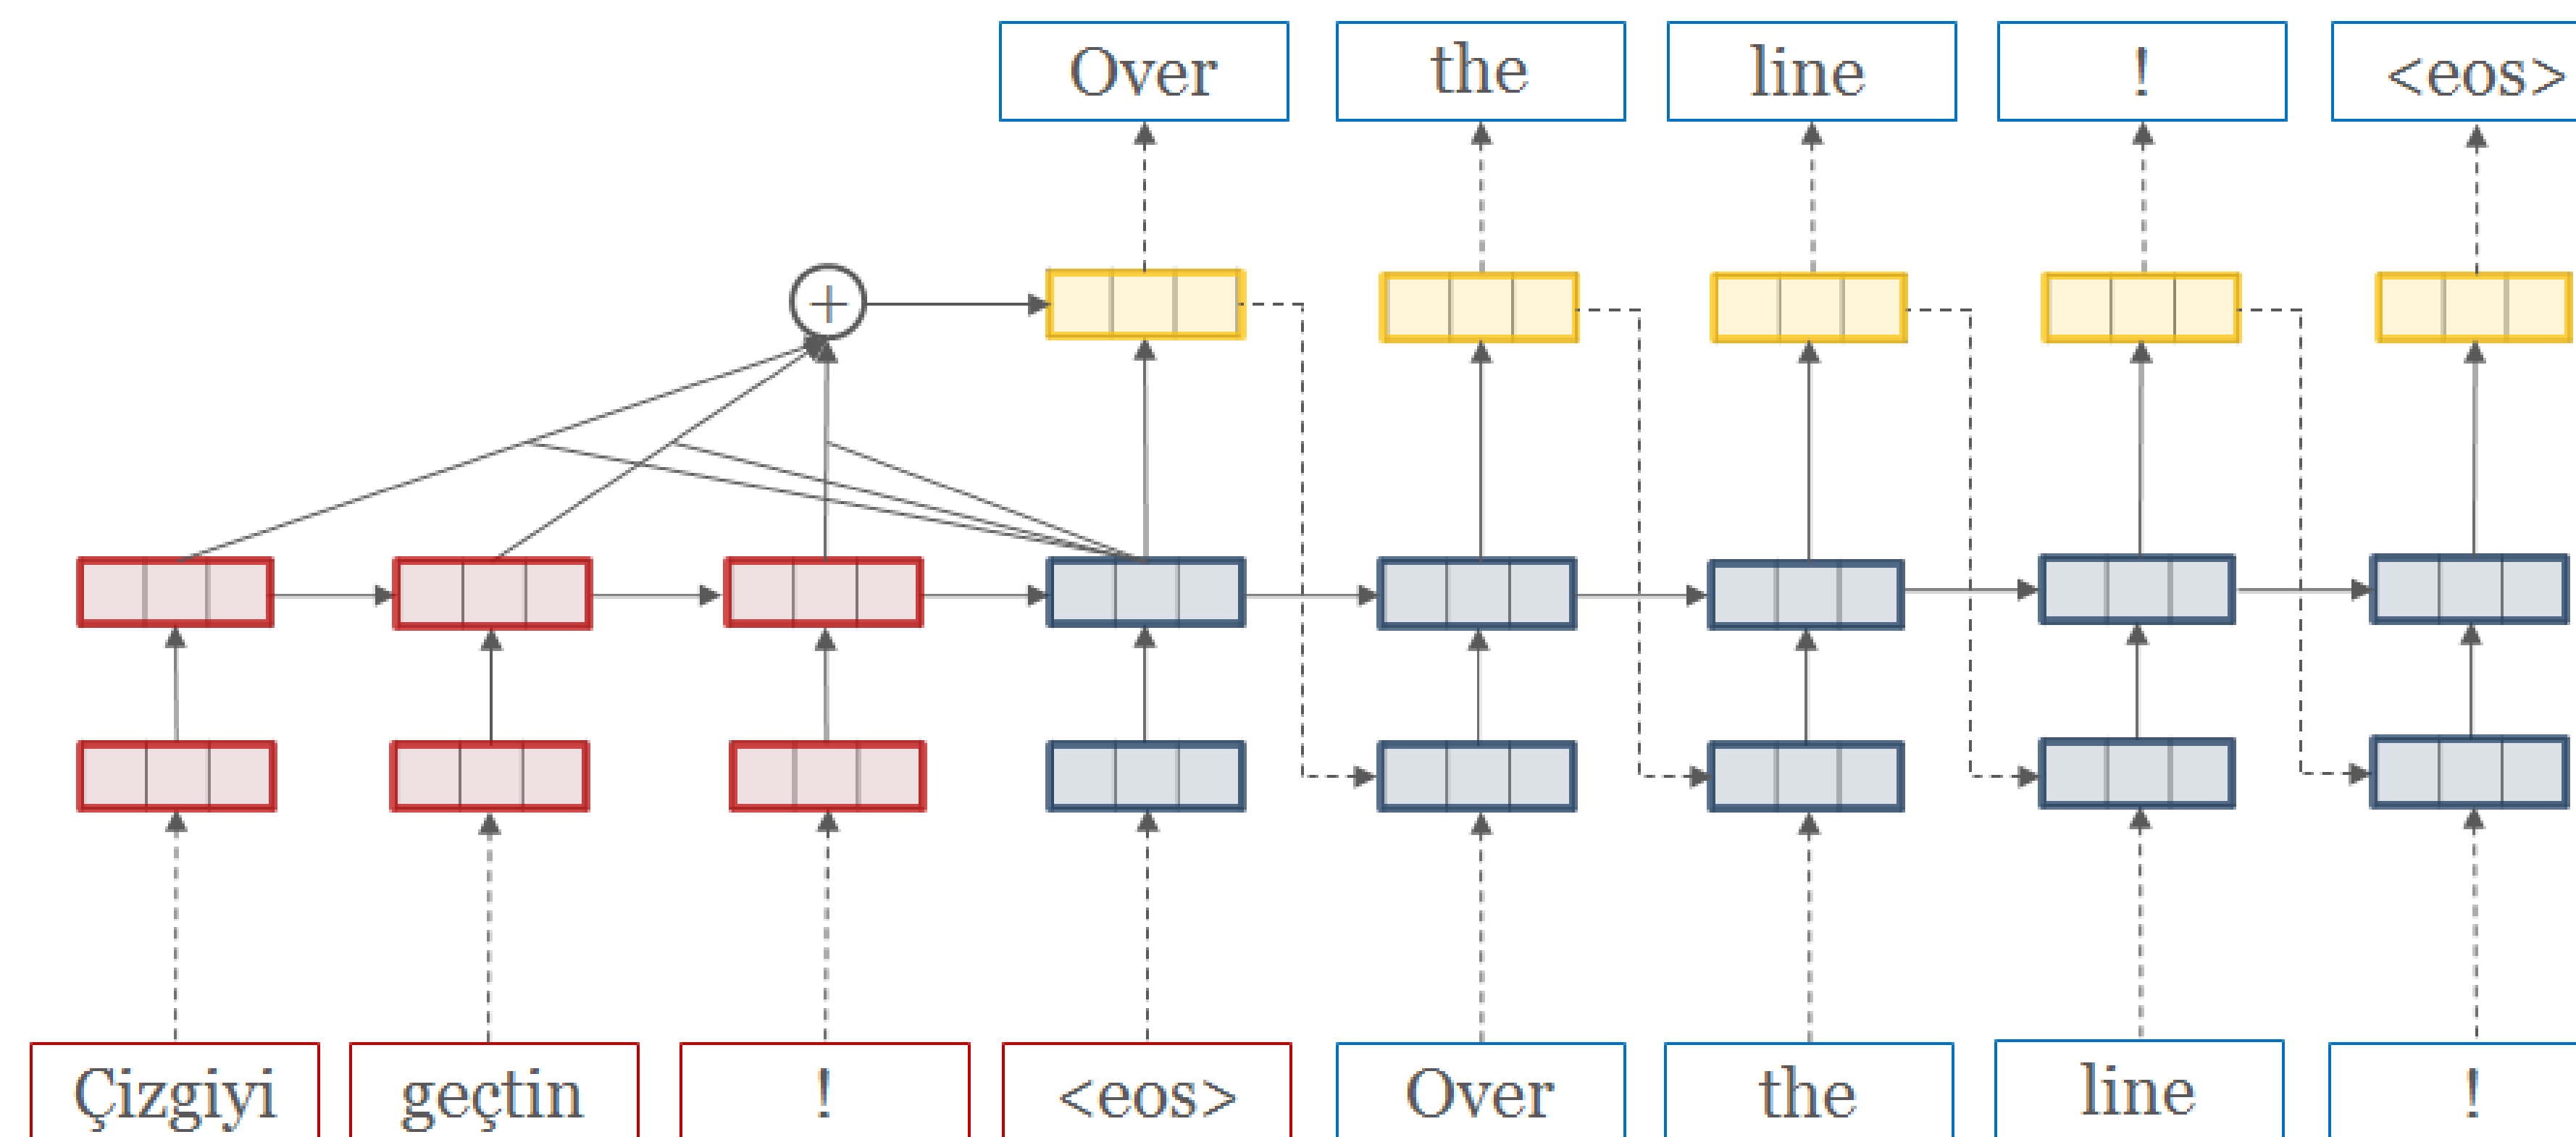 Over the line ! <eos>
+
Çizgiyi geçtin ! <eos> Over the line !